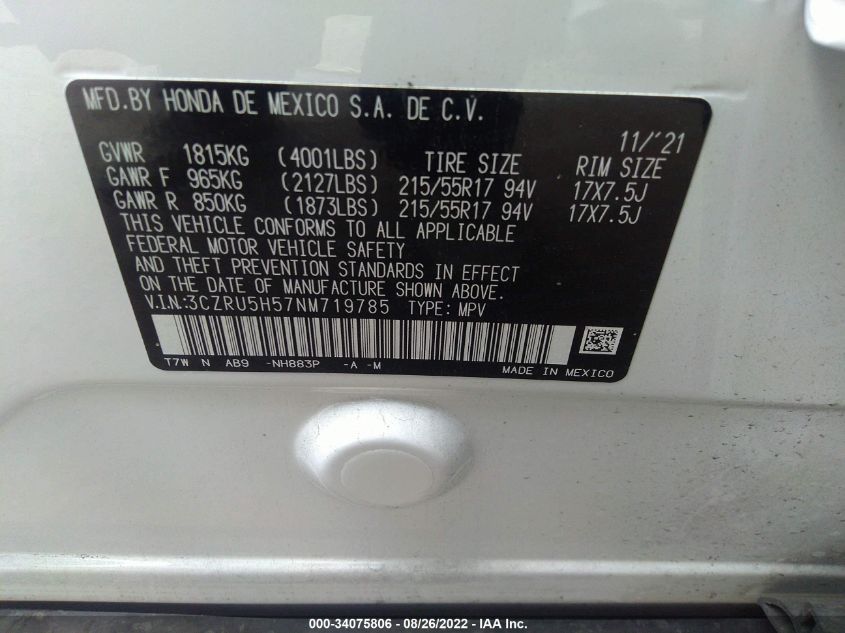 MFD.BY HONDA DE MEXICO S.A. DE C.V.
11/'21
GVWR 1815KG (4001LBS) TIRE SIZE RIM SIZE
GAWR F 965KG (2127LBS) 215/55R17 94V 17X7.5J
GAWR R 850KG (1873LBS) 215/55R17 94V 17X7.5J
THIS VEHICLE CONFORMS TO ALL APPLICABLE
FEDERAL MOTOR VEHICLE SAFETY
AND THEFT PREVENTION STANDARDS IN EFFECT
ON THE DATE OF MANUFACTURE SHOWN ABOVE.
V.I.N:3CZRU5H57NM719785 TYPE: MPV
T7W N AB9 -NH883P -A -M MADE IN MEXICO
000-34075806 - 08/26/2022 - IAA Inc.